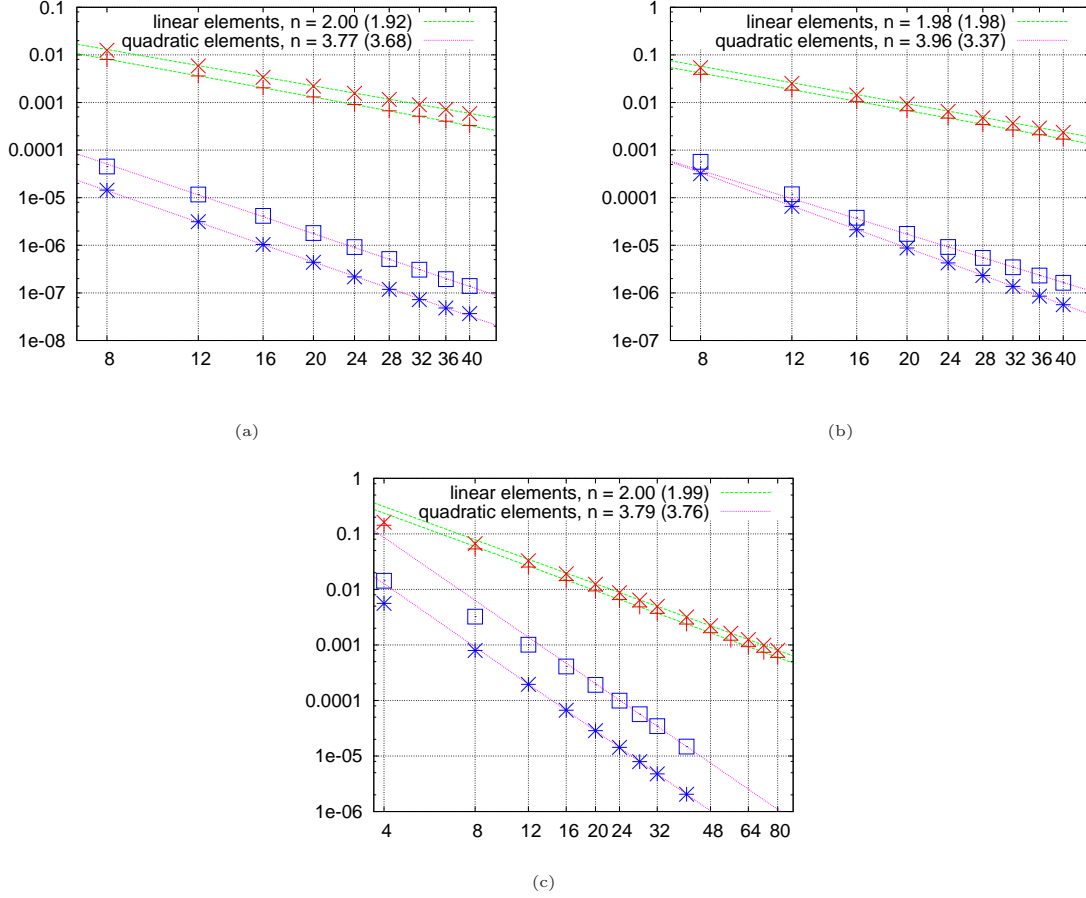 linear elements, n = 2.00 (1.92)
quadratic elements, n = 3.77 (3.68)
0.1
0.01
0.001
0.0001
1e-05
1e-06
1e-07
1e-08
8 12 16 20 24 28 32 36 40
(a)
linear elements, n = 1.98 (1.98)
quadratic elements, n = 3.96 (3.37)
1
0.1
0.01
0.001
0.0001
1e-05
1e-06
1e-07
8 12 16 20 24 28 32 36 40
(b)
linear elements, n = 2.00 (1.99)
quadratic elements, n = 3.79 (3.76)
1
0.1
0.01
0.001
0.0001
1e-05
1e-06
4 8 12 16 20 24 32 48 64 80
(c)